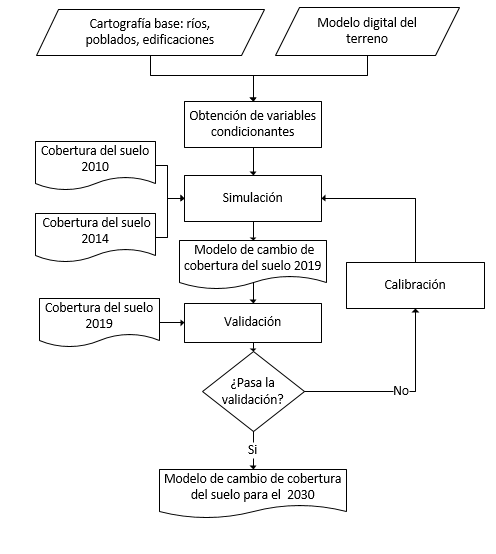 Cartografía base: ríos,
poblados, edificaciones
Modelo digital del
terreno
Obtención de variables
condicionantes
Cobertura del suelo
2010
Simulación
Cobertura del suelo
2014
Modelo de cambio de
cobertura del suelo 2019
Calibración
Cobertura del suelo
2019
Validación
¿Pasa la
validación?
No
Si
Modelo de cambio de cobertura
del suelo para el 2030